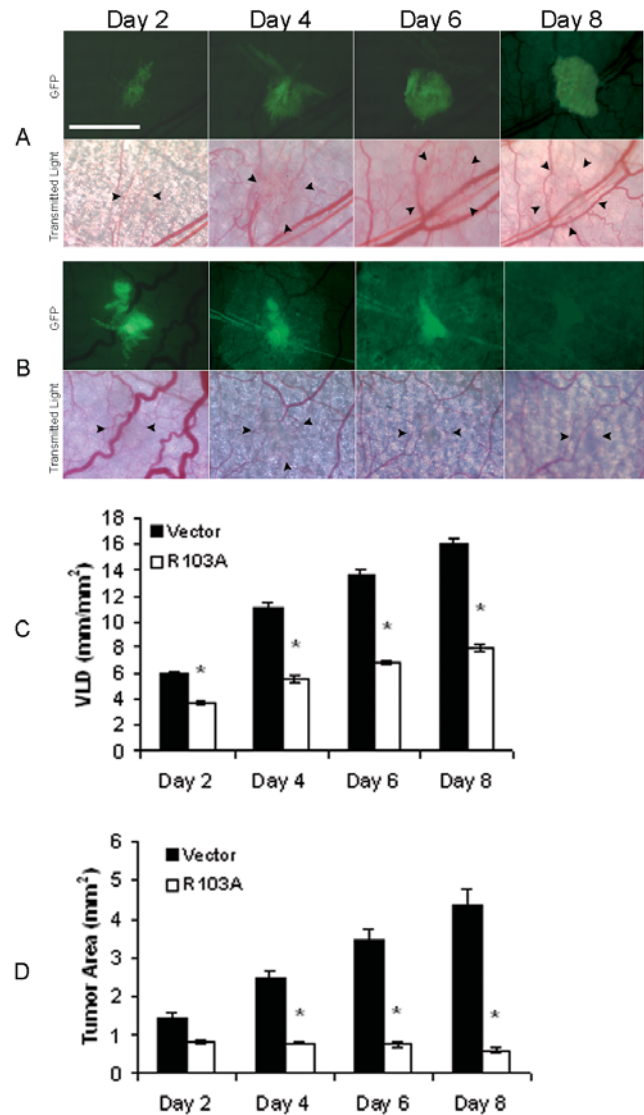 Day 2 Day 4 Day 6 Day 8
A
GFP
Transmitted Light
B
GFP
Transmitted Light
C
VLD (mm/mm²)
18
16
14
12
10
8
6
4
2
0
Vector
R103A
*
*
*
*
Day 2 Day 4 Day 6 Day 8
D
Tumor Area (mm²)
6
5
4
3
2
1
0
Vector
R103A
*
*
*
Day 2 Day 4 Day 6 Day 8